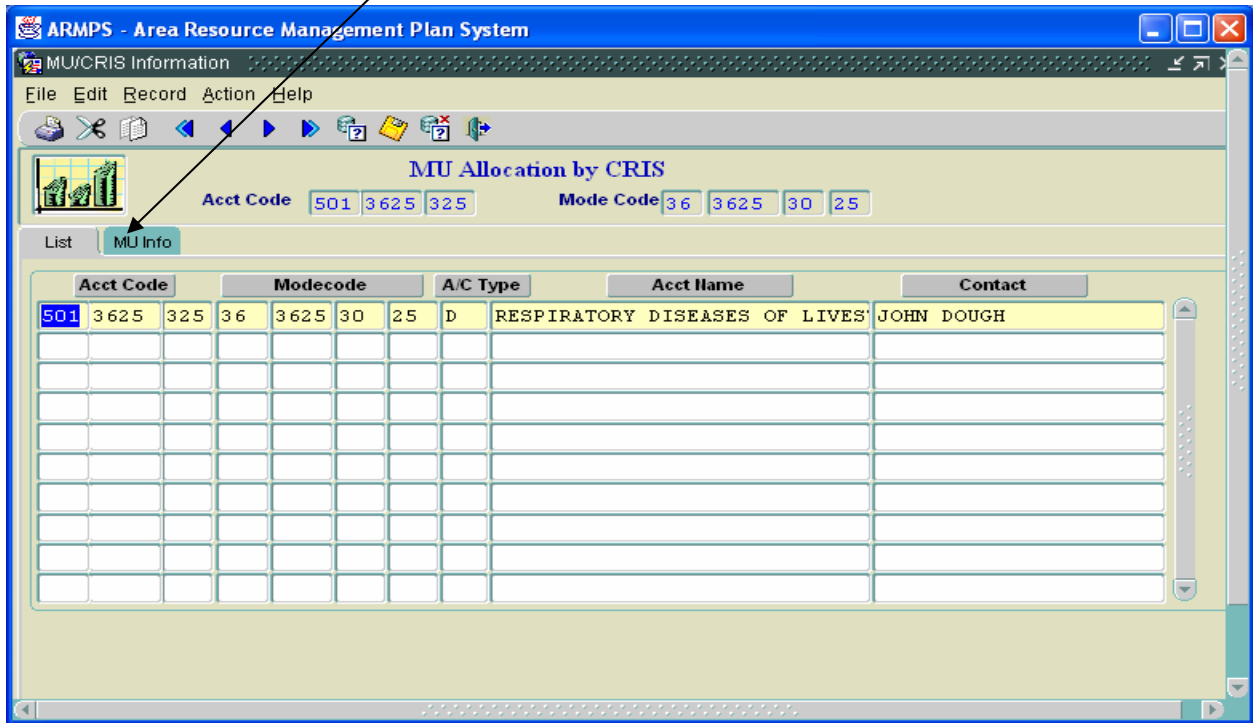 ARMPS - Area Resource Management Plan System
MU/CRIS Information
File Edit Record Action Help
MU Allocation by CRIS
Acct Code 501 3625 325 Mode Code 36 3625 30 25
List MU Info
Acct Code Modecode A/C Type Acct Name Contact
501 3625 325 36 3625 30 25 D RESPIRATORY DISEASES OF LIVES JOHN DOUGH